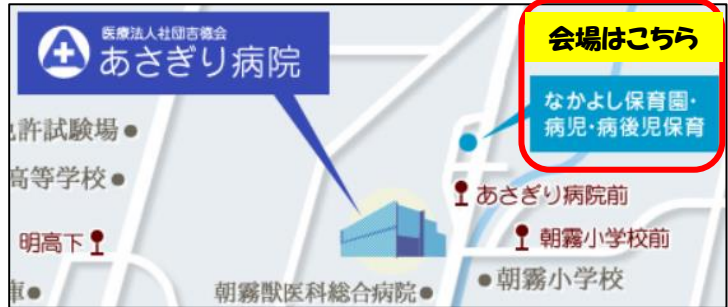 医療法人社団吉徳会
あさぎり病院
会場はこちら
なかよし保育園・
病児・病後児保育
許試験場
高等学校
あさぎり病院前
明高下
朝霧小学校前
庫
朝霧獣医科総合病院
朝霧小学校